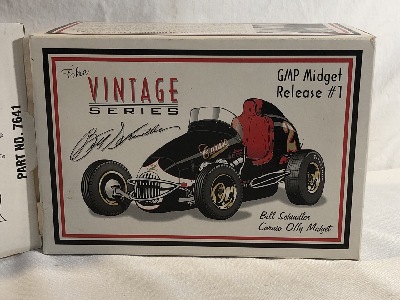 The
VINTAGE
SERIES
GMP Midget
Release #1
Bill Schindler
Caruso Offy Midget
PART NO. 7641